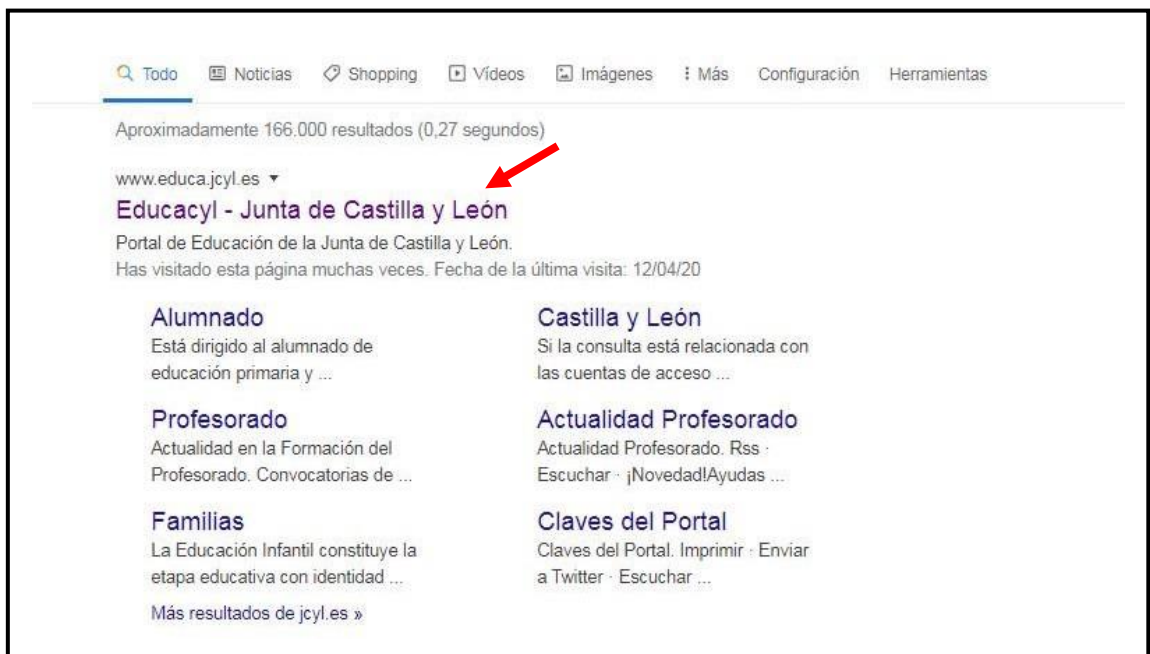 Todo Noticias Shopping Vídeos Imágenes Más Configuración Herramientas
Aproximadamente 166.000 resultados (0,27 segundos)
www.educa.jcyl.es
Educacyl - Junta de Castilla y León
Portal de Educación de la Junta de Castilla y León.
Has visitado esta página muchas veces. Fecha de la última visita: 12/04/20
Alumnado
Está dirigido al alumnado de
educación primaria y ...
Castilla y León
Si la consulta está relacionada con
las cuentas de acceso ...
Profesorado
Actualidad en la Formación del
Profesorado. Convocatorias de ...
Actualidad Profesorado
Actualidad Profesorado. Rss ·
Escuchar · ¡Novedad!Ayudas ...
Familias
La Educación Infantil constituye la
etapa educativa con identidad ...
Claves del Portal
Claves del Portal. Imprimir · Enviar
a Twitter · Escuchar ...
Más resultados de jcyl.es »